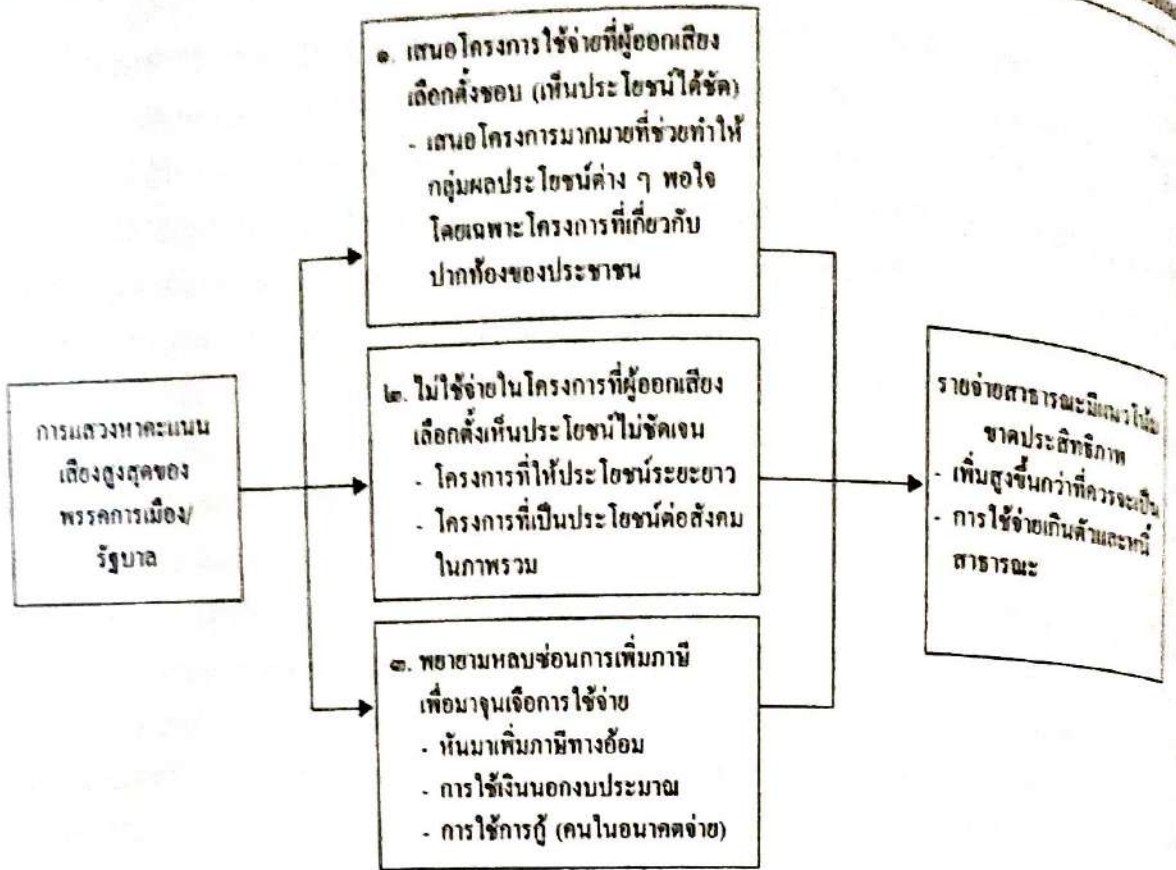 การแสวงหาคะแนน
เสียงสูงสุดของ
พรรคการเมือง/
รัฐบาล
๑. เสนอโครงการใช้จ่ายที่ผู้ออกเสียง
เลือกตั้งชอบ (เห็นประโยชน์ได้ชัด)
- เสนอโครงการมากมายที่ช่วยทำให้
กลุ่มผลประโยชน์ต่าง ๆ พอใจ
โดยเฉพาะโครงการที่เกี่ยวกับ
ปากท้องของประชาชน
๒. ไม่ใช้จ่ายในโครงการที่ผู้ออกเสียง
เลือกตั้งเห็นประโยชน์ไม่ชัดเจน
- โครงการที่ให้ประโยชน์ระยะยาว
- โครงการที่เป็นประโยชน์ต่อสังคม
ในภาพรวม
๓. พยายามหลบซ่อนการเพิ่มภาษี
เพื่อมาจุนเจือการใช้จ่าย
- หันมาเพิ่มภาษีทางอ้อม
- การใช้เงินนอกงบประมาณ
- การใช้การกู้ (คนในอนาคตจ่าย)
รายจ่ายสาธารณะมีแนวโน้ม
ขาดประสิทธิภาพ
- เพิ่มสูงขึ้นกว่าที่ควรจะเป็น
- การใช้จ่ายเกินตัวและหนี้
สาธารณะ